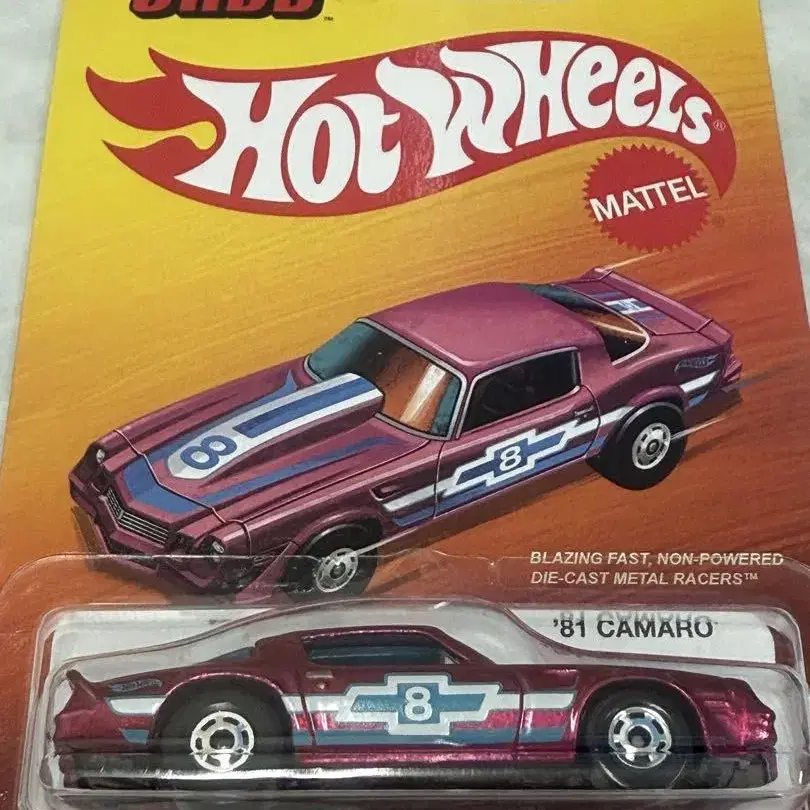 HOT WHEELS®
MATTEL
8
8
BLAZING FAST, NON-POWERED
DIE-CAST METAL RACERS™
'81 CAMARO
8